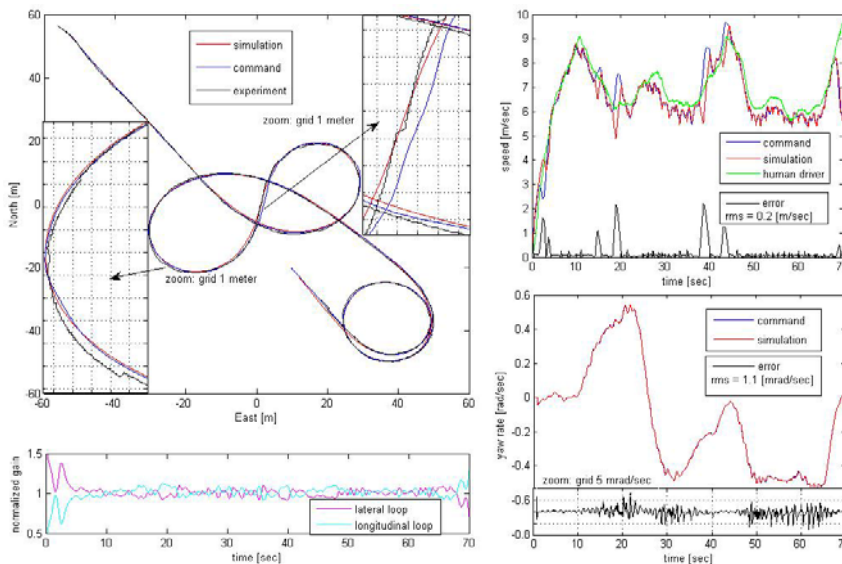 60
40
20
0
-20
-40
-60
North [m]
simulation
command
experiment
zoom: grid 1 meter
zoom: grid 1 meter
-60 -40 -30 -20 0 20 40 60
East [m]
1.5
1
0.5
normalized gain
lateral loop
longitudinal loop
0 10 20 30 40 50 60 70
time [sec]
10
9
8
7
6
5
4
3
2
1
0
speed [m/sec]
command
simulation
human driver
error
rms = 0.2 [m/sec]
0 10 20 30 40 50 60 70
time [sec]
0.6
0.4
0.2
0
-0.2
-0.4
-0.6
-0.8
yaw rate [rad/sec]
command
simulation
error
rms = 1.1 [mrad/sec]
zoom: grid 5 mrad/sec
0 10 20 30 40 50 60 70
time [sec]